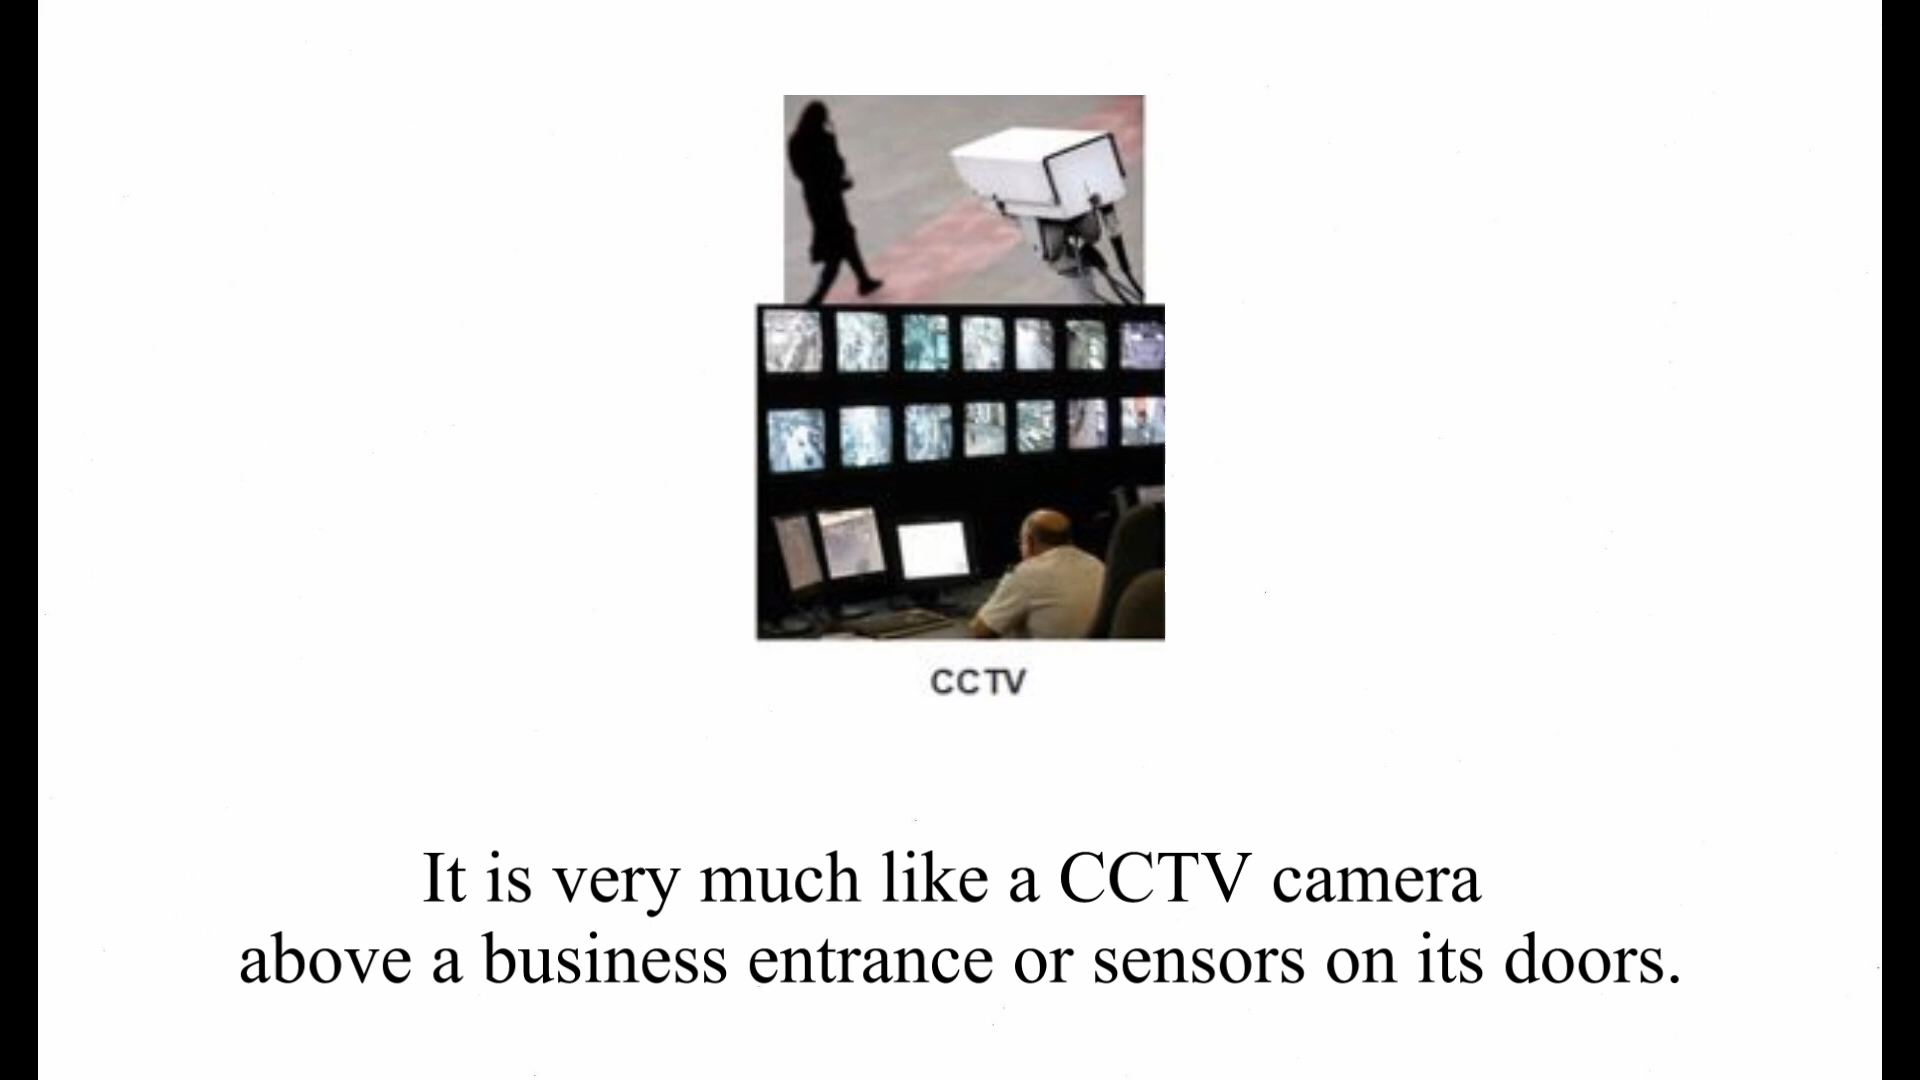 CCTV
It is very much like a CCTV camera
above a business entrance or sensors on its doors.